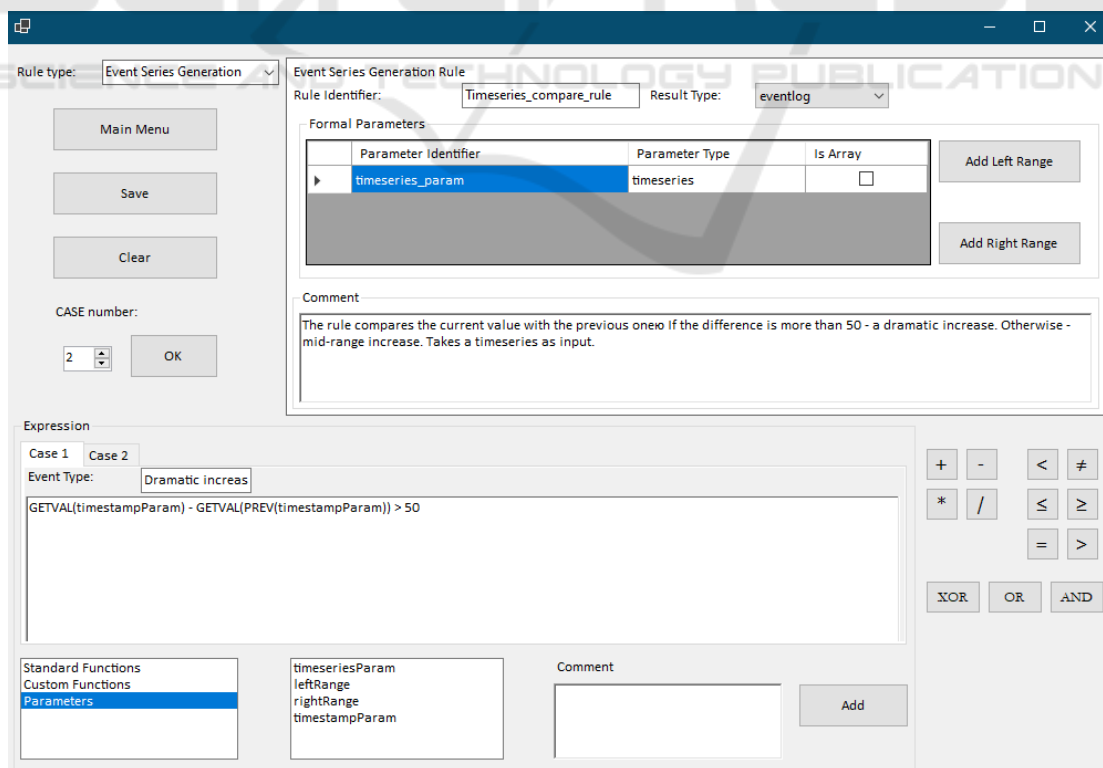 SCIENCE AND TECHNOLOGY PUBLICATIONS
Rule type:
Event Series Generation
Main Menu
Save
Clear
CASE number:
2
OK
Event Series Generation Rule
Rule Identifier:
Timeseries_compare_rule
Result Type:
eventlog
Formal Parameters
Parameter Identifier
Parameter Type
Is Array
timeseries_param
timeseries
Add Left Range
Add Right Range
Comment
The rule compares the current value with the previous oneю If the difference is more than 50 - a dramatic increase. Otherwise -
mid-range increase. Takes a timeseries as input.
Expression
Case 1
Case 2
Event Type:
Dramatic increas
GETVAL(timestampParam) - GETVAL(PREV(timestampParam)) > 50
+ - < ≠
* / ≤ ≥
= >
XOR OR AND
Standard Functions
Custom Functions
Parameters
timeseriesParam
leftRange
rightRange
timestampParam
Comment
Add